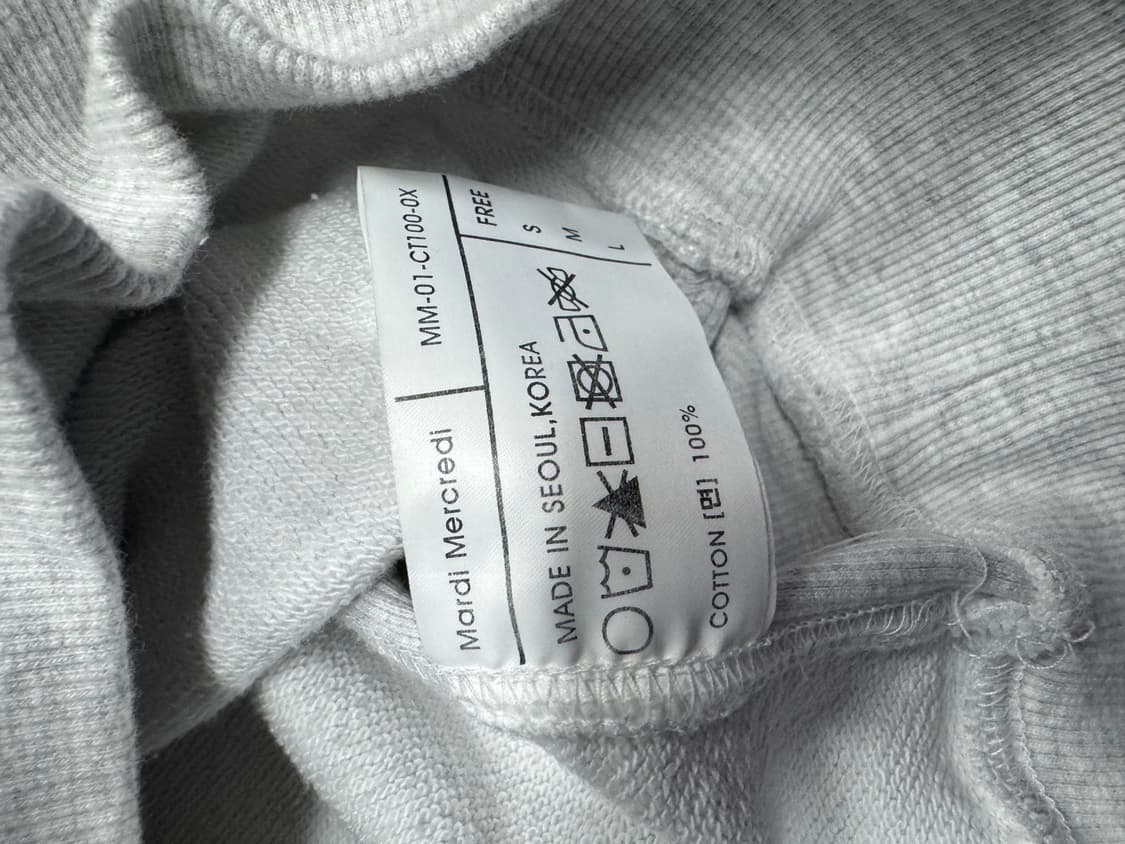 Mardi Mercredi
MM-01-CT100-0X
FREE
S
M
L
MADE IN SEOUL,KOREA
COTTON [면] 100%